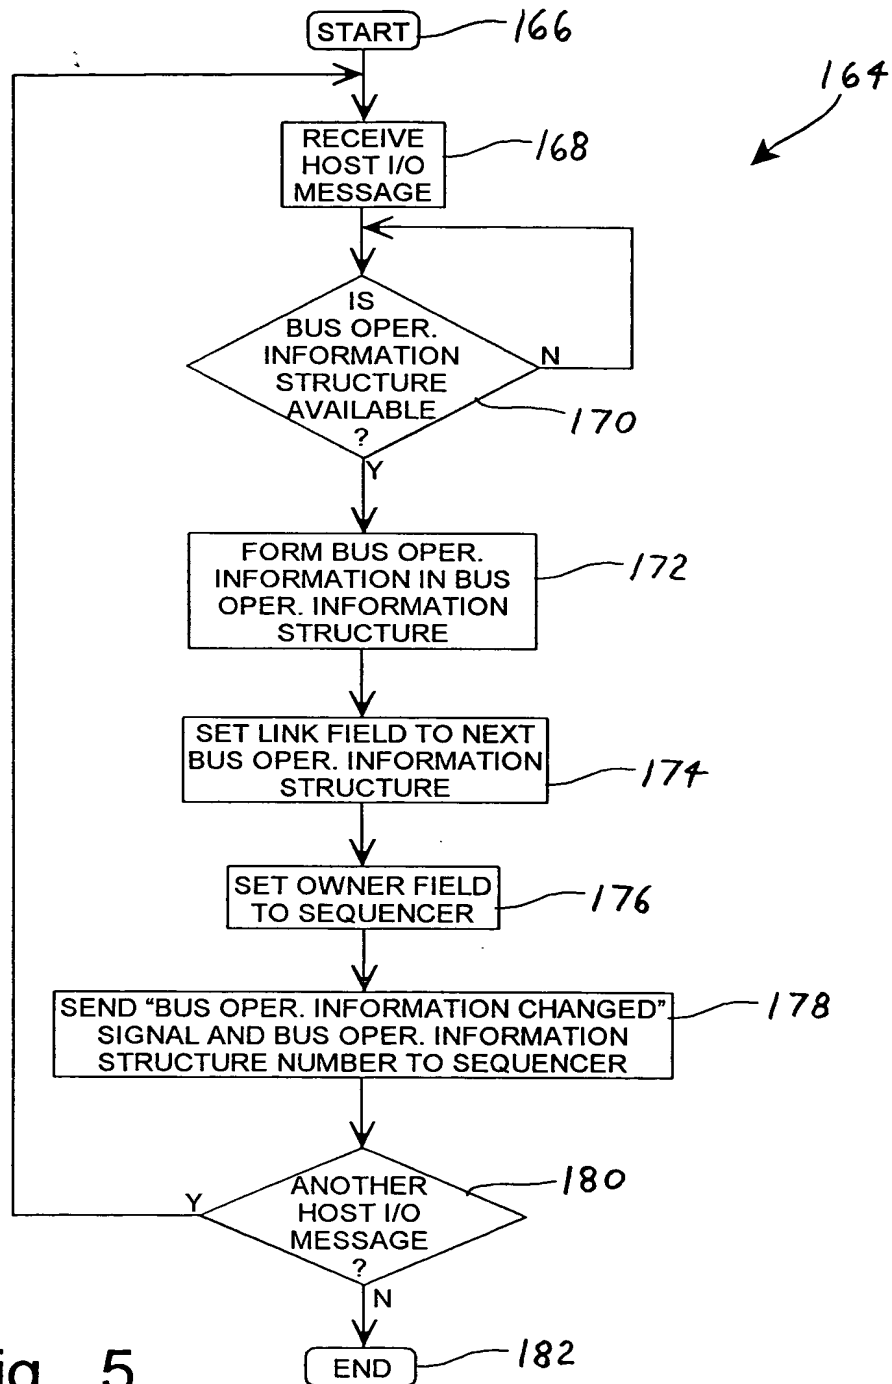 START
166
164
RECEIVE
HOST I/O
MESSAGE
168
IS
BUS OPER.
INFORMATION
STRUCTURE
AVAILABLE
?
N
170
Y
FORM BUS OPER.
INFORMATION IN BUS
OPER. INFORMATION
STRUCTURE
172
SET LINK FIELD TO NEXT
BUS OPER. INFORMATION
STRUCTURE
174
SET OWNER FIELD
TO SEQUENCER
176
SEND “BUS OPER. INFORMATION CHANGED”
SIGNAL AND BUS OPER. INFORMATION
STRUCTURE NUMBER TO SEQUENCER
178
Y
ANOTHER
HOST I/O
MESSAGE
?
180
N
END
182
5